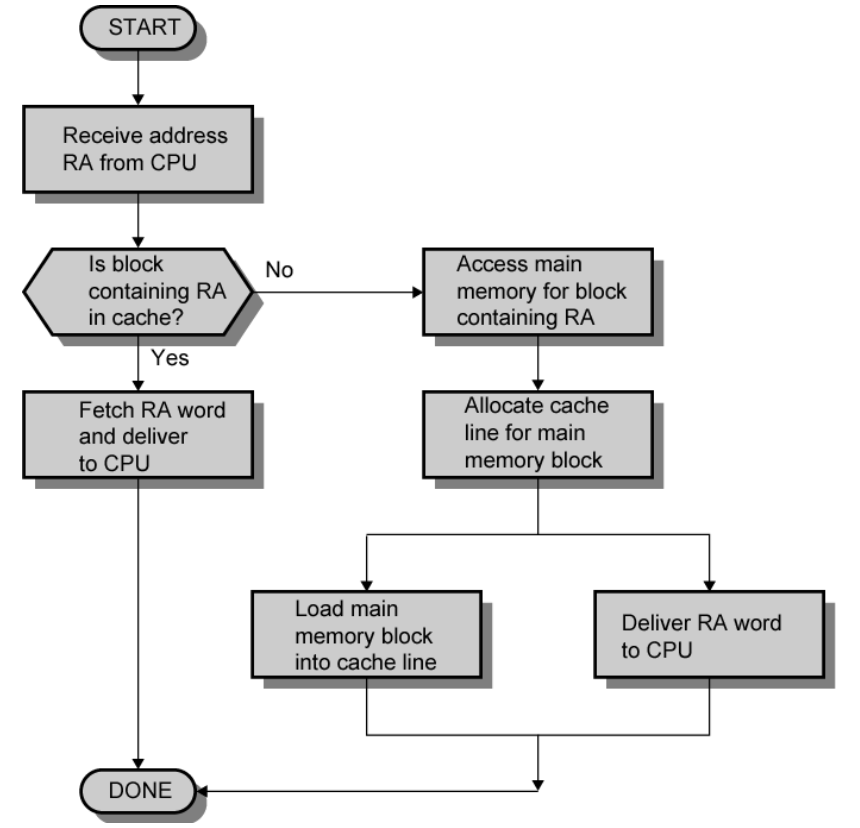 START
Receive address
RA from CPU
Is block
containing RA
in cache?
No
Access main
memory for block
containing RA
Yes
Fetch RA word
and deliver
to CPU
Allocate cache
line for main
memory block
Load main
memory block
into cache line
Deliver RA word
to CPU
DONE